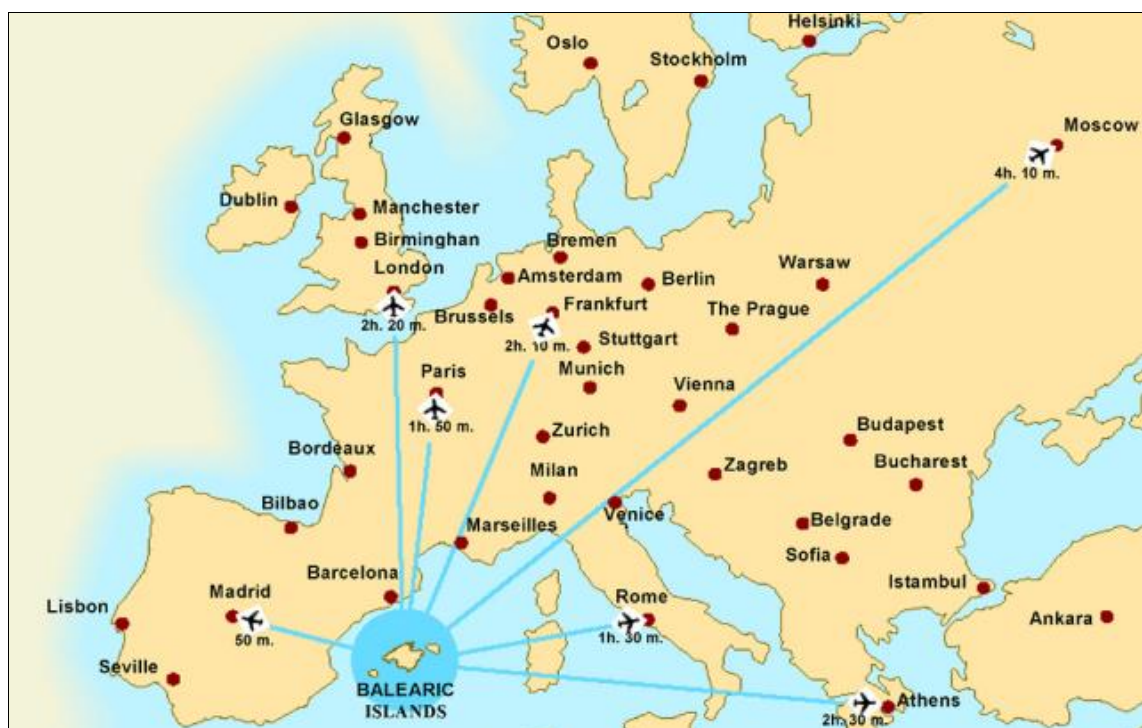 Helsinki
Oslo
Stockholm
Glasgow
Moscow
4h. 10 m.
Dublin
Manchester
Birminghan
Bremen
London
Amsterdam
Berlin
Warsaw
2h. 20 m.
Brussels
Frankfurt
The Prague
2h. 10 m.
Stuttgart
Paris
Munich
Vienna
1h. 50 m.
Zurich
Budapest
Bordeaux
Milan
Zagreb
Bucharest
Bilbao
Marseilles
Venice
Belgrade
Sofia
Barcelona
Istambul
Lisbon
Madrid
Rome
Ankara
50 m.
1h. 30 m.
Seville
BALEARIC
ISLANDS
Athens
2h. 30 m.